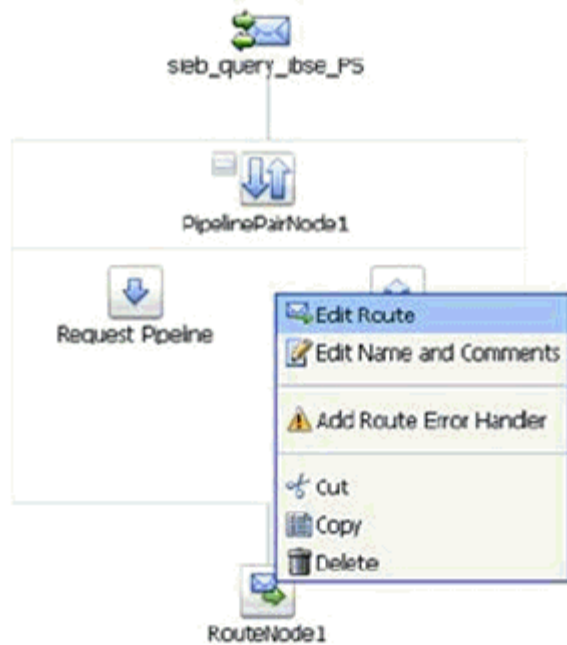 sieb_query_ibse_PS
PipelinePairNode1
Request Pipeline
Edit Route
Edit Name and Comments
Add Route Error Handler
Cut
Copy
Delete
RouteNode1